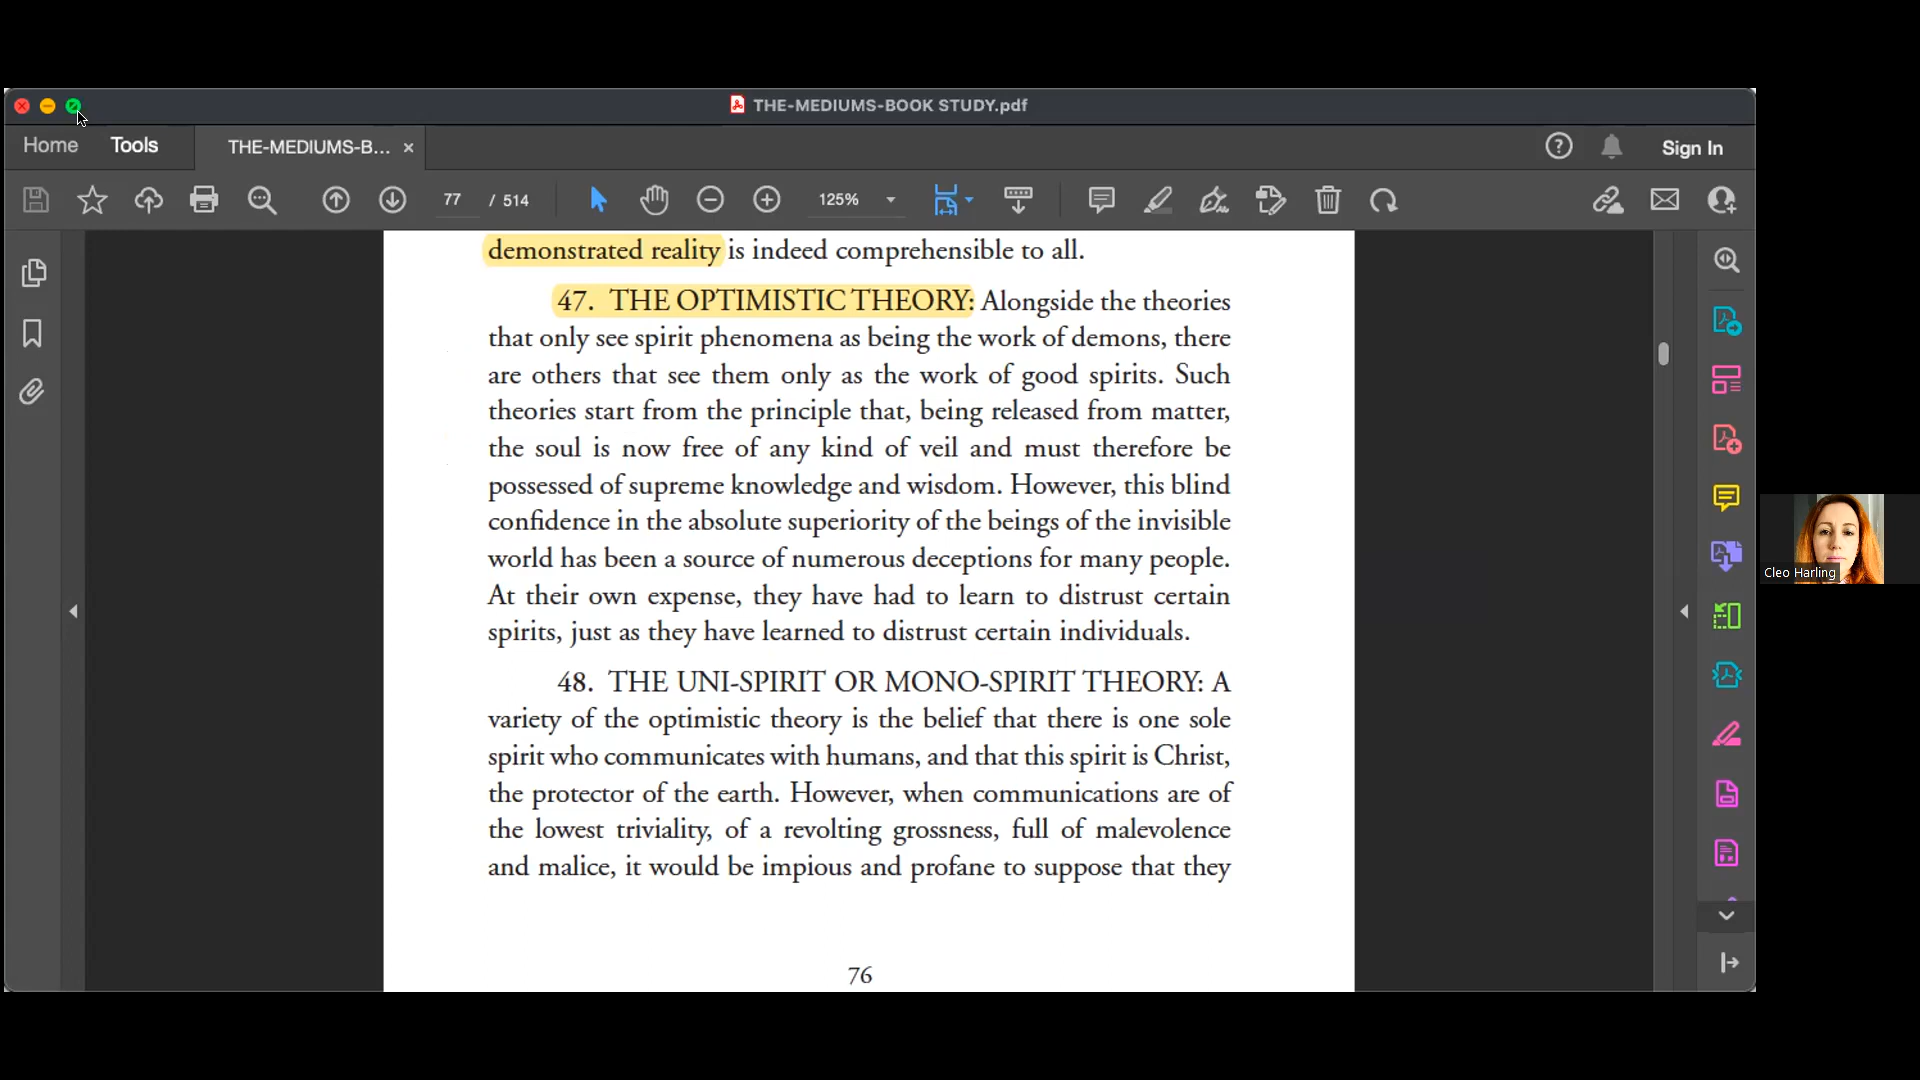 THE-MEDIUMS-BOOK STUDY.pdf
Home
Tools
THE-MEDIUMS-B... ×
Sign In
77 / 514
125%
demonstrated reality is indeed comprehensible to all.
47. THE OPTIMISTIC THEORY: Alongside the theories
that only see spirit phenomena as being the work of demons, there
are others that see them only as the work of good spirits. Such
theories start from the principle that, being released from matter,
the soul is now free of any kind of veil and must therefore be
possessed of supreme knowledge and wisdom. However, this blind
confidence in the absolute superiority of the beings of the invisible
world has been a source of numerous deceptions for many people.
At their own expense, they have had to learn to distrust certain
spirits, just as they have learned to distrust certain individuals.
48. THE UNI-SPIRIT OR MONO-SPIRIT THEORY: A
variety of the optimistic theory is the belief that there is one sole
spirit who communicates with humans, and that this spirit is Christ,
the protector of the earth. However, when communications are of
the lowest triviality, of a revolting grossness, full of malevolence
and malice, it would be impious and profane to suppose that they
76
Cleo Harling